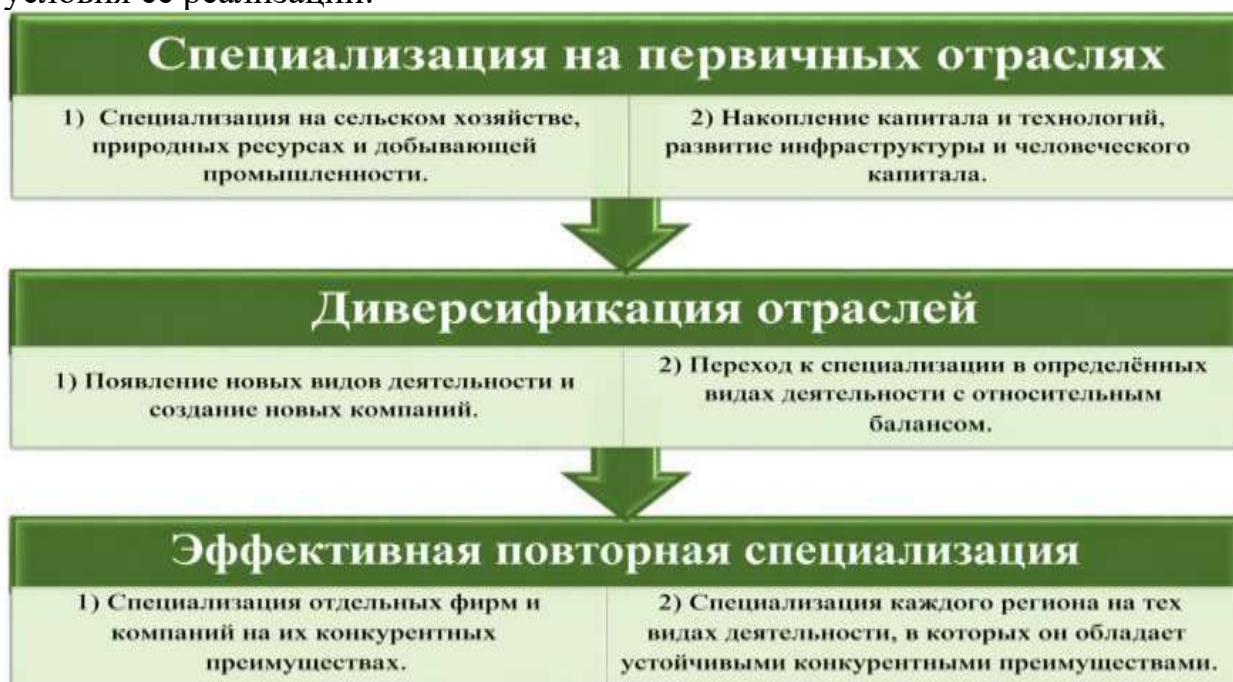 условия ее реализации.
Специализация на первичных отраслях
1) Специализация на сельском хозяйстве,
природных ресурсах и добывающей
промышленности.
2) Накопление капитала и технологий,
развитие инфраструктуры и человеческого
капитала.
Диверсификация отраслей
1) Появление новых видов деятельности и
создание новых компаний.
2) Переход к специализации в определённых
видах деятельности с относительным
балансом.
Эффективная повторная специализация
1) Специализация отдельных фирм и
компаний на их конкурентных
преимуществах.
2) Специализация каждого региона на тех
видах деятельности, в которых он обладает
устойчивыми конкурентными преимуществами.